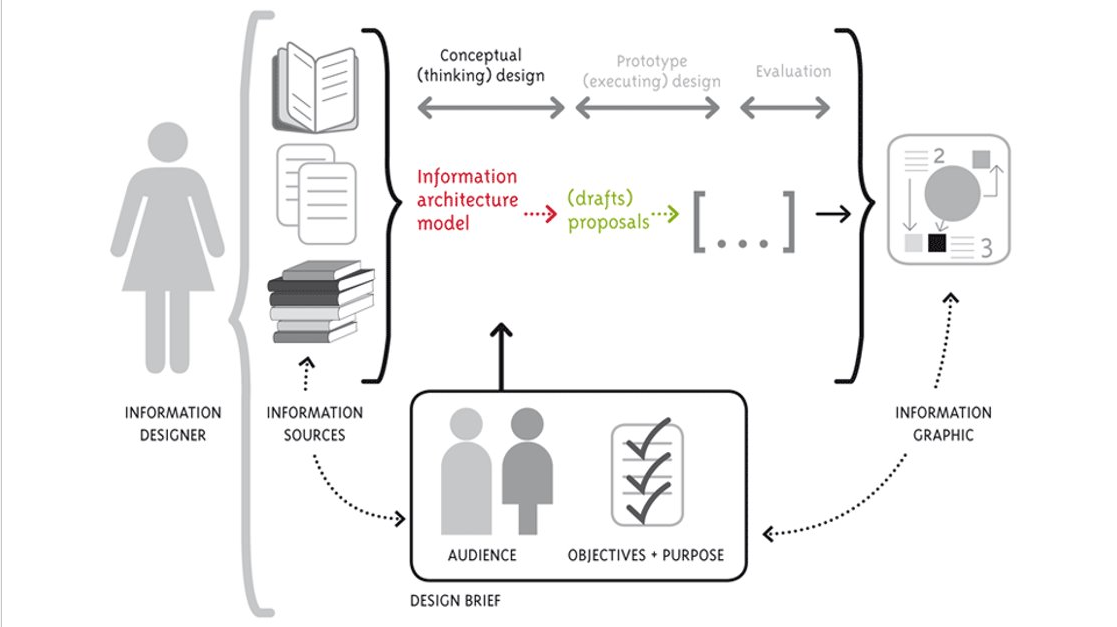 Conceptual
(thinking) design
Prototype
(executing) design
Evaluation
Information
architecture
model
(drafts)
proposals
[...]
2
3
INFORMATION
DESIGNER
INFORMATION
SOURCES
INFORMATION
GRAPHIC
AUDIENCE
OBJECTIVES + PURPOSE
DESIGN BRIEF